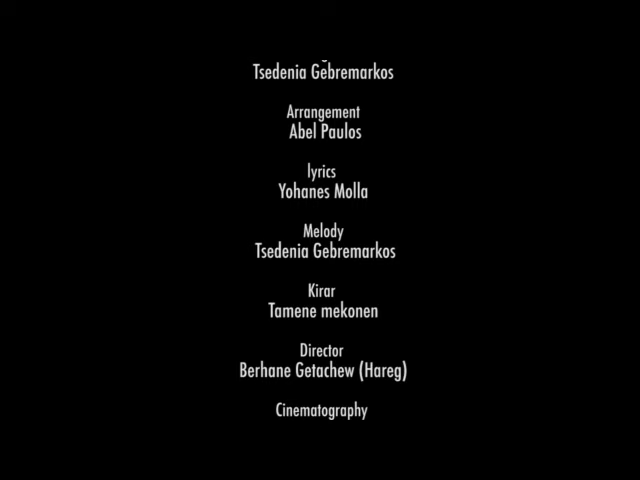 Tsedenia Gebremarkos
Arrangement
Abel Paulos
lyrics
Yohanes Molla
Melody
Tsedenia Gebremarkos
Kirar
Tamene mekonen
Director
Berhane Getachew (Hareg)
Cinematography